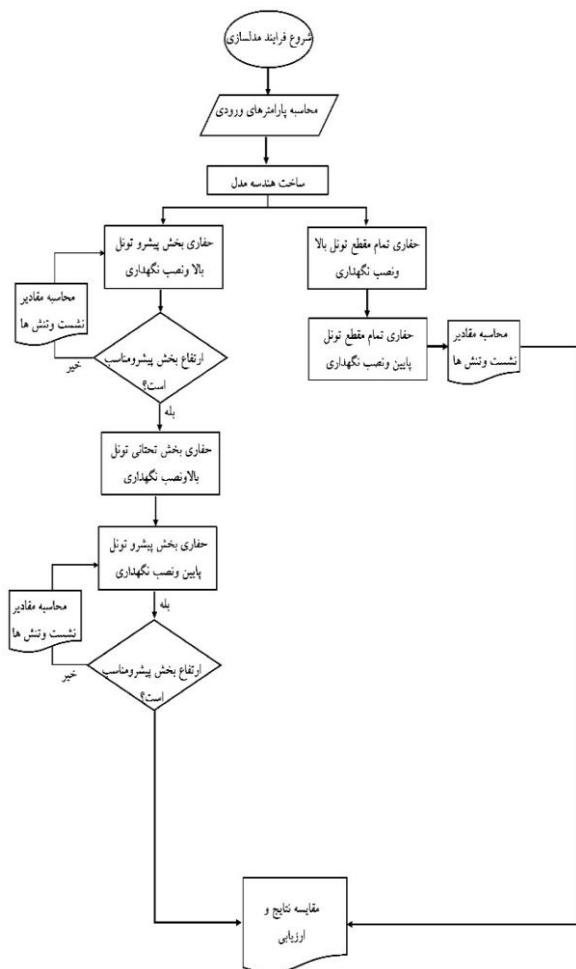 شروع فرایند مدلسازی
محاسبه پارامترهای ورودی
ساخت هندسه مدل
حفاری تمام مقطع تونل بالا
ونصب نگهداری
حفاری تمام مقطع تونل
پایین ونصب نگهداری
محاسبه مقادیر
نشست وتنش ها
حفاری بخش پیشرو تونل
بالا ونصب نگهداری
محاسبه مقادیر
نشست وتنش ها
ارتفاع بخش پیشرومناسب
است؟
خیر
بله
حفاری بخش تحتانی تونل
بالاونصب نگهداری
حفاری بخش پیشرو تونل
پایین ونصب نگهداری
بله
محاسبه مقادیر
نشست وتنش ها
ارتفاع بخش پیشرومناسب
است؟
خیر
مقایسه نتایج و
ارزیابی